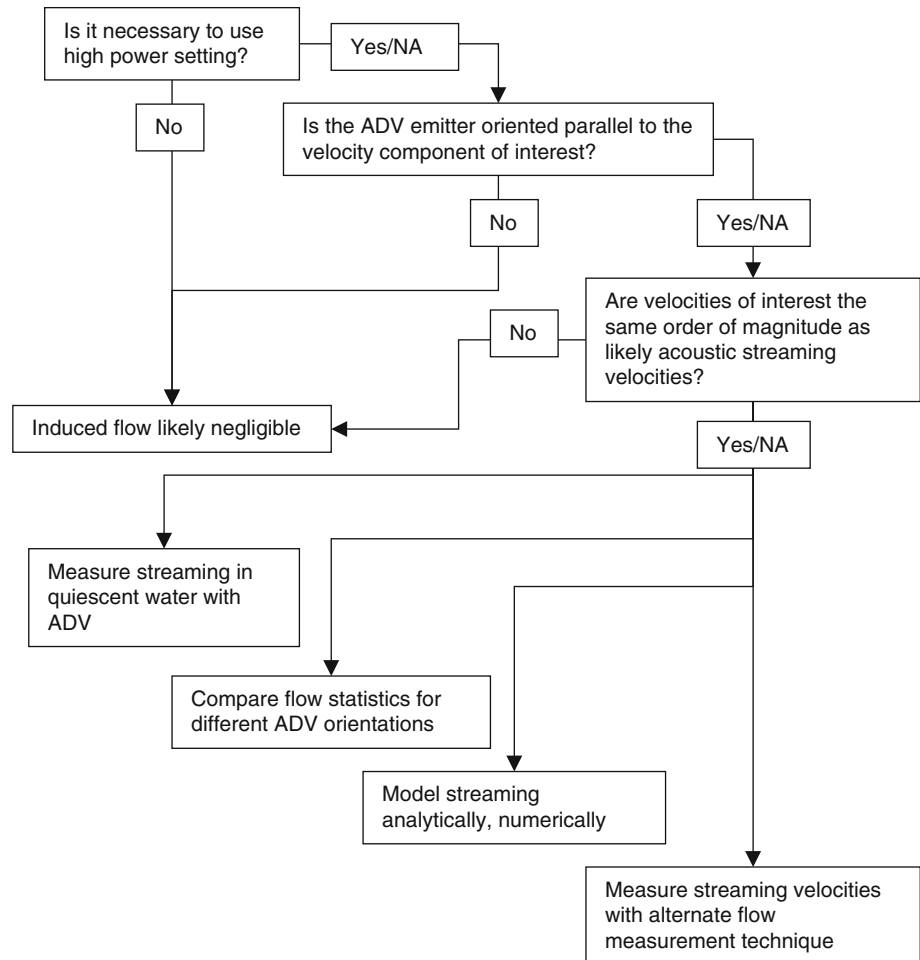 Is it necessary to use
high power setting?
Yes/NA
No
Is the ADV emitter oriented parallel to the
velocity component of interest?
No
Yes/NA
Are velocities of interest the
same order of magnitude as
likely acoustic streaming
velocities?
No
Induced flow likely negligible
Yes/NA
Measure streaming in
quiescent water with
ADV
Compare flow statistics for
different ADV orientations
Model streaming
analytically, numerically
Measure streaming velocities
with alternate flow
measurement technique